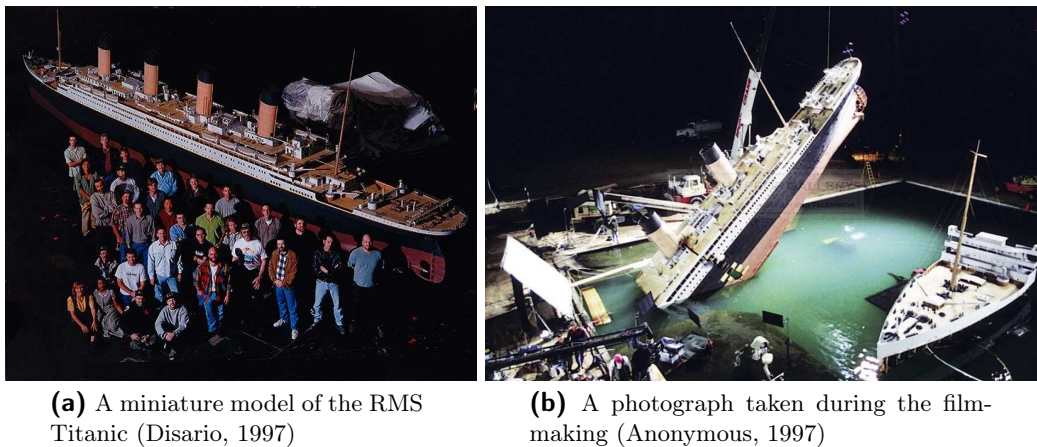 (a) A miniature model of the RMS
Titanic (Disario, 1997)
(b) A photograph taken during the film-
making (Anonymous, 1997)